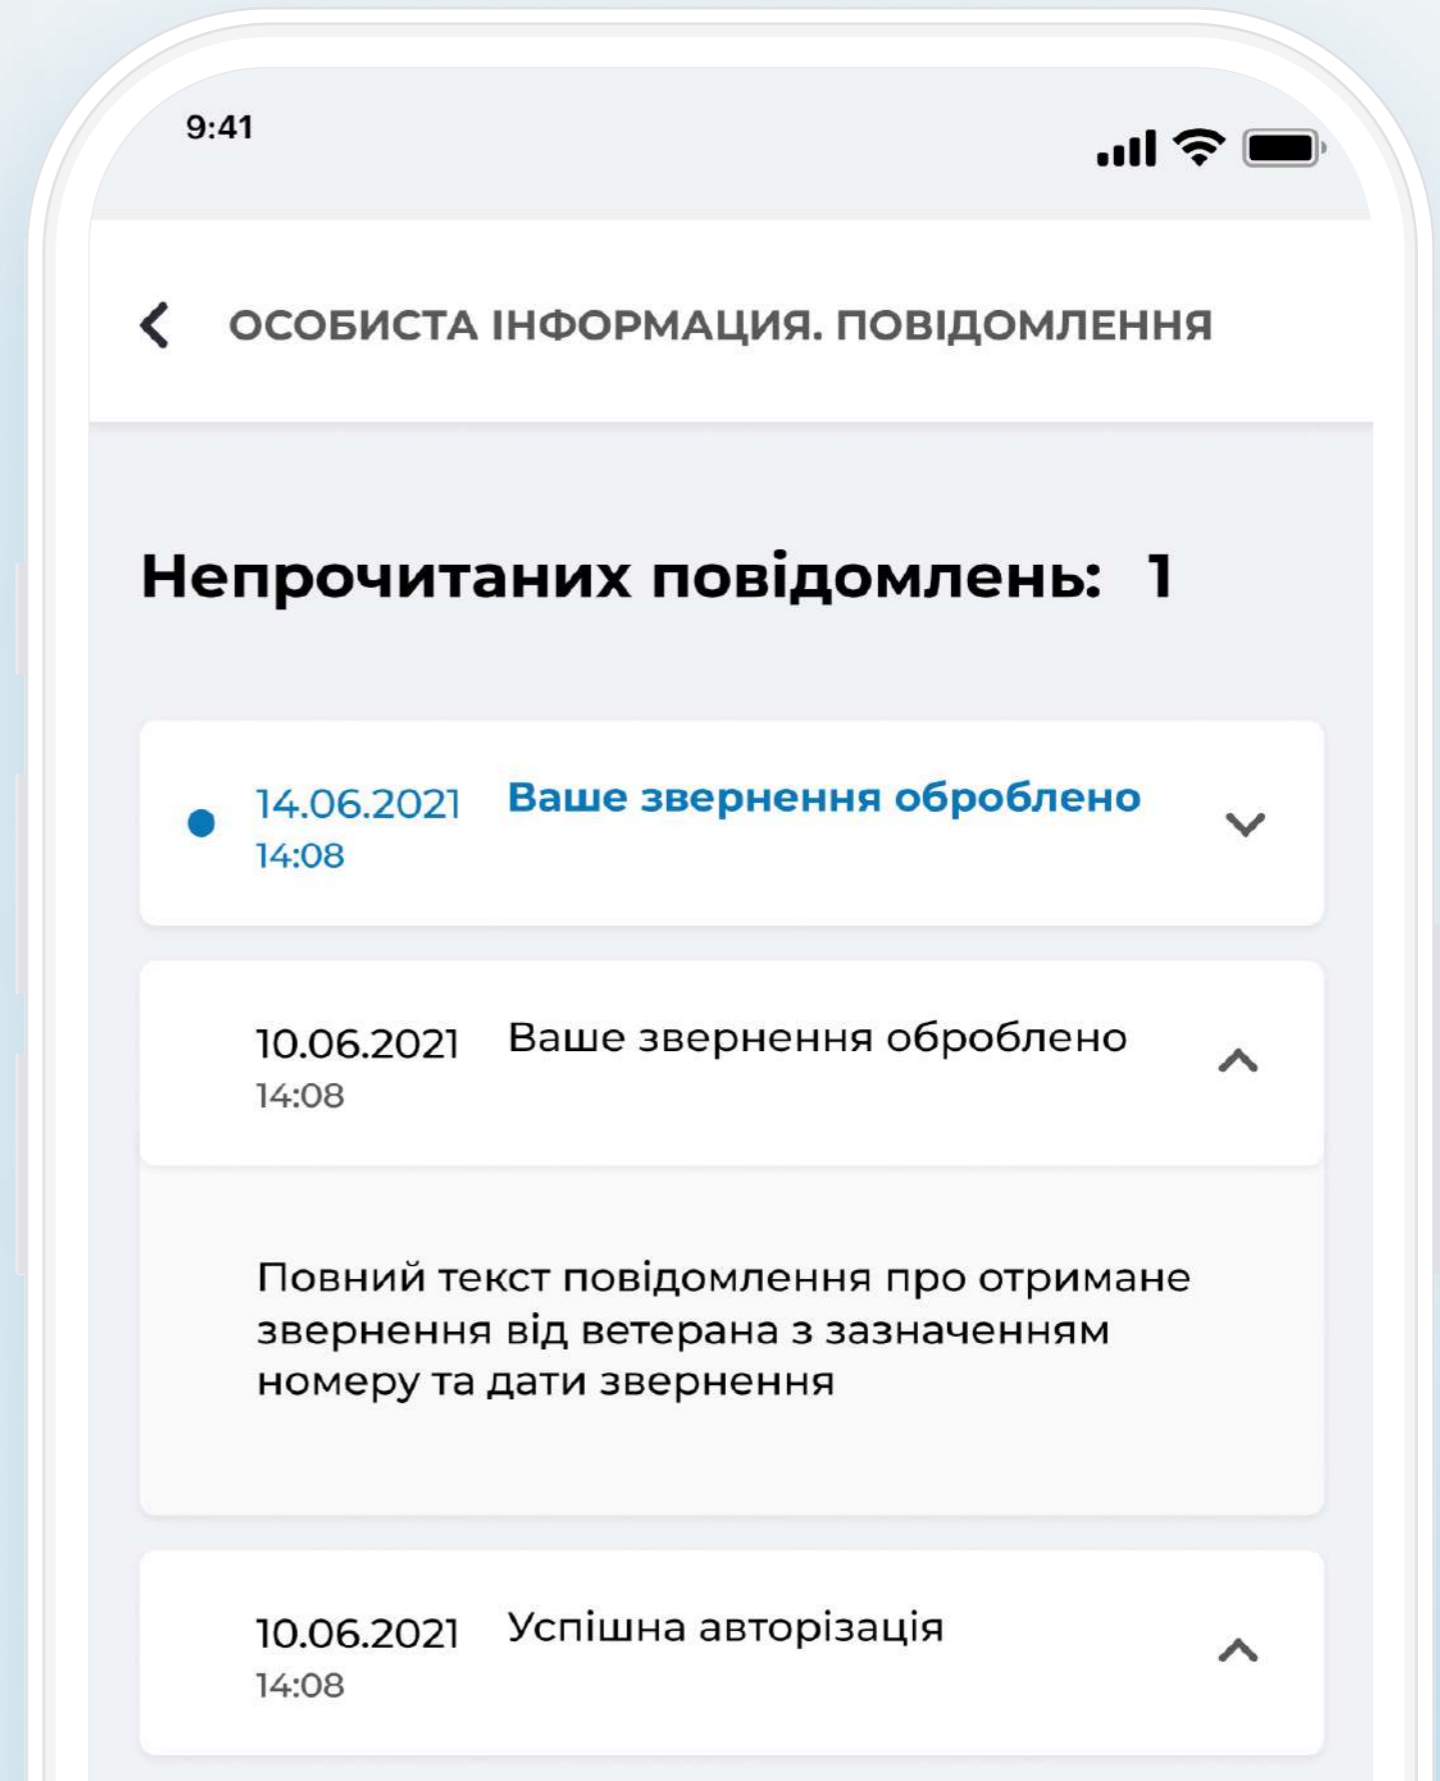 9:41
ОСОБИСТА ІНФОРМАЦИЯ. ПОВІДОМЛЕННЯ
Непрочитаних повідомлень: 1
14.06.2021 Ваше звернення оброблено
14:08
10.06.2021 Ваше звернення оброблено
14:08
Повний текст повідомлення про отримане
звернення від ветерана з зазначенням
номеру та дати звернення
10.06.2021 Успішна авторізація
14:08